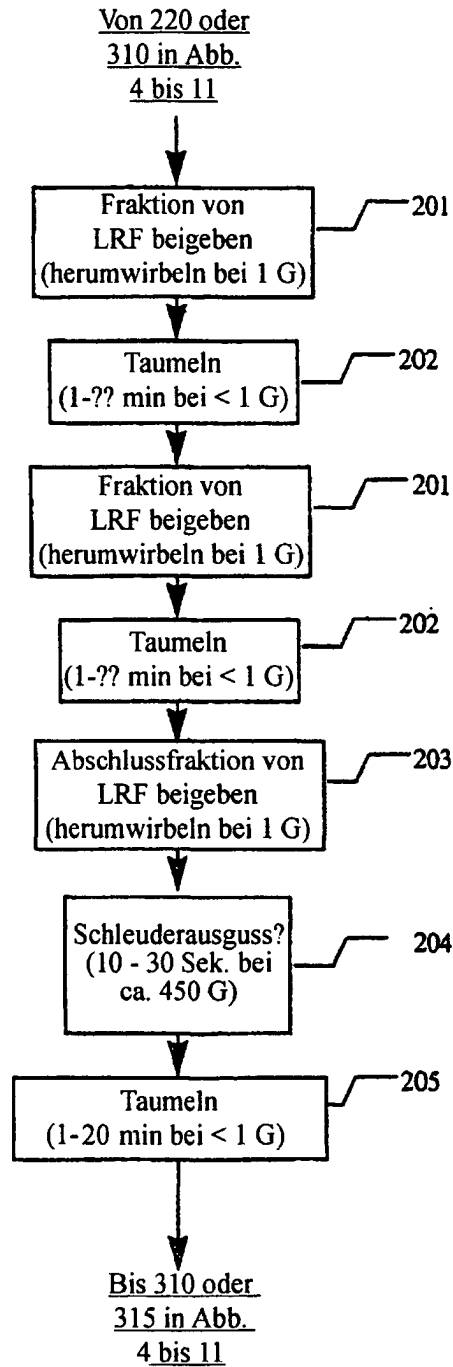 Von 220 oder
310 in Abb.
4 bis 11
Fraktion von
LRF beigeben
(herumwirbeln bei 1 G)
201
Taumeln
(1-?? min bei < 1 G)
202
Fraktion von
LRF beigeben
(herumwirbeln bei 1 G)
201
Taumeln
(1-?? min bei < 1 G)
202
Abschlussfraktion von
LRF beigeben
(herumwirbeln bei 1 G)
203
Schleuderausguss?
(10 - 30 Sek. bei
ca. 450 G)
204
Taumeln
(1-20 min bei < 1 G)
205
Bis 310 oder
315 in Abb.
4 bis 11